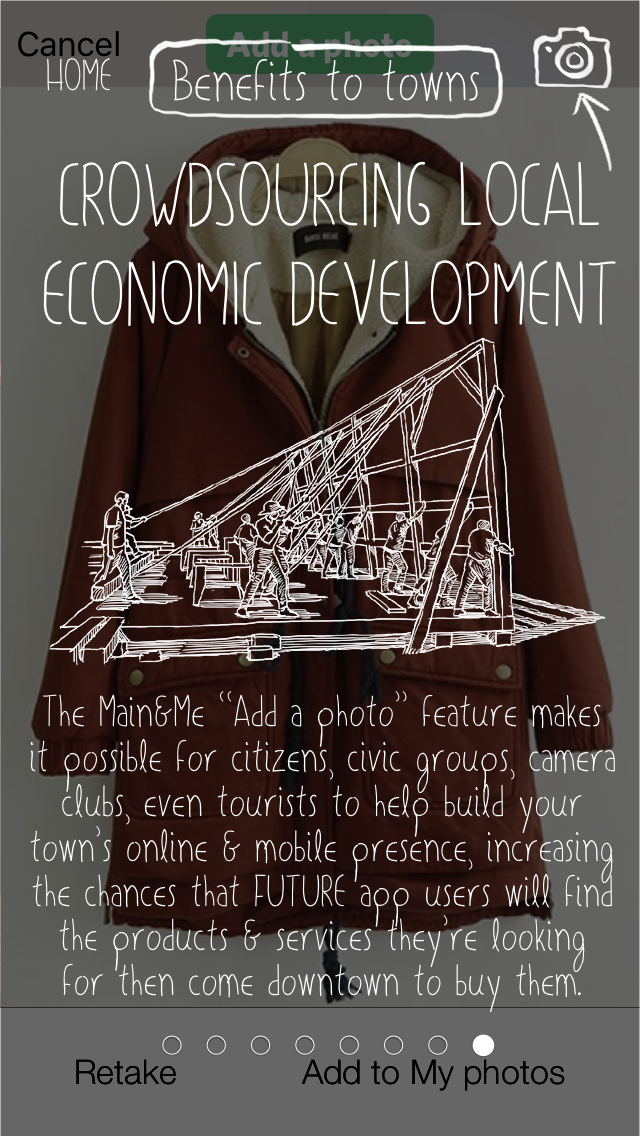 Cancel
Add a photo
HOME
Benefits to towns
CROWDSOURCING LOCAL
ECONOMIC DEVELOPMENT
The Main&Me “Add a photo” feature makes
it possible for citizens, civic groups, camera
clubs, even tourists to help build your
town's online & mobile presence, increasing
the chances that FUTURE app users will find
the products & services they're looking
for then come downtown to buy them.
Retake
Add to My photos